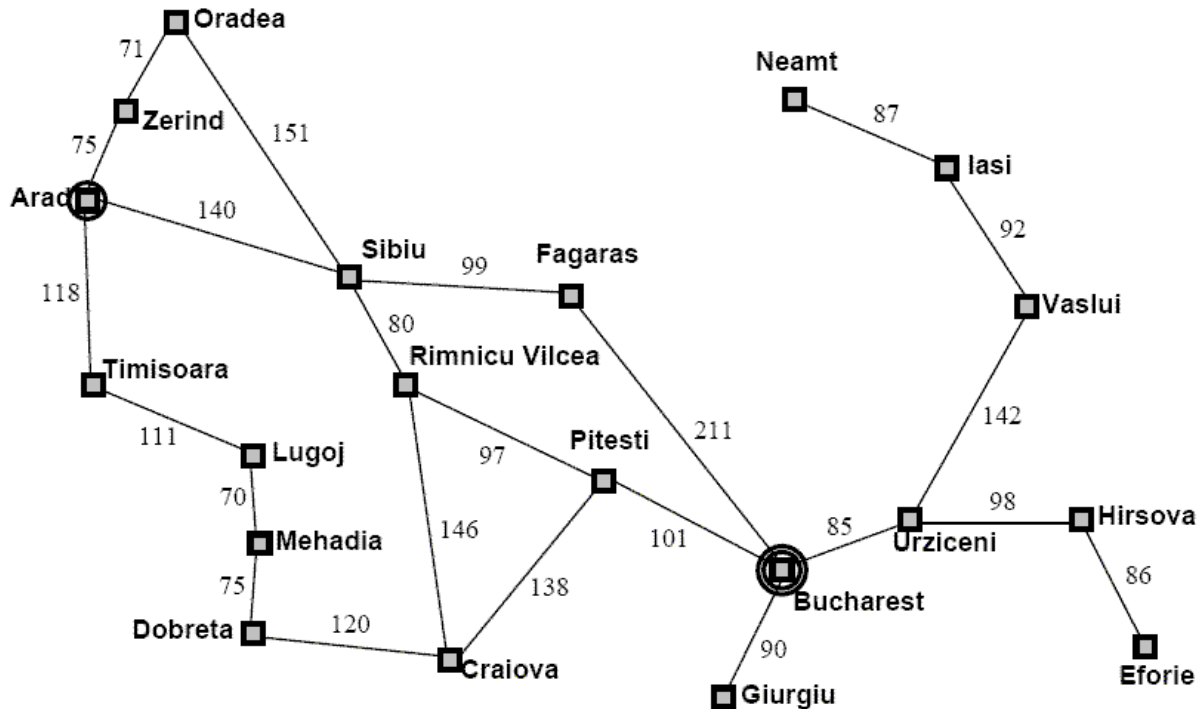 Oradea
71
Neamt
Zerind
87
75
151
Iasi
Arad
140
92
Sibiu
Fagaras
99
118
Vaslui
80
Timisoara
Rimnicu Vilcea
142
111
Pitesti
211
Lugoj
97
70
98
Hirsova
146
101
85
Urziceni
Mehadia
86
75
138
Bucharest
Dobreta
120
90
Craiova
Eforie
Giurgiu